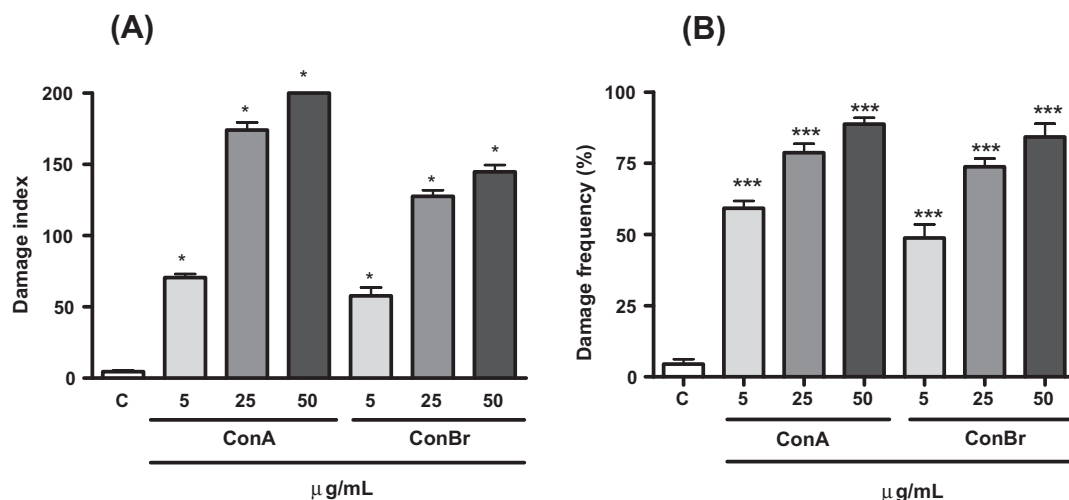 (A)
Damage index
200
150
100
50
0
*
*
*
*
*
*
C 5 25 50 5 25 50
ConA ConBr
μg/mL
(B)
Damage frequency (%)
100
75
50
25
0
***
***
***
***
***
***
C 5 25 50 5 25 50
ConA ConBr
μg/mL